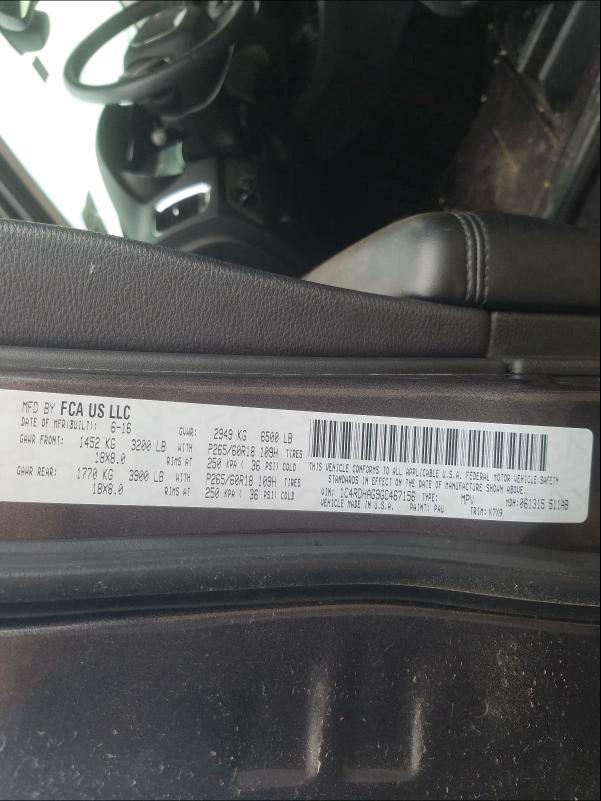 MFD BY FCA US LLC
DATE OF MFR(BUILT): 6-16 GVWR: 2949 KG 6500 LB
GAWR FRONT: 1452 KG 3200 LB WITH P265/60R18 109H TIRES
18X8.0 RIMS AT 250 KPA ( 36 PSI) COLD
GAWR REAR: 1770 KG 3900 LB WITH P265/60R18 109H TIRES
18X8.0 RIMS AT 250 KPA ( 36 PSI) COLD
THIS VEHICLE CONFORMS TO ALL APPLICABLE U.S.A. FEDERAL MOTOR VEHICLE SAFETY
STANDARDS IN EFFECT ON THE DATE OF MANUFACTURE SHOWN ABOVE.
VIN: 1C4RDHAG9GC467156 TYPE: MPV MDH: 061315 511AB
VEHICLE MADE IN U.S.A. PAINT: PAU TRIM: K7X9